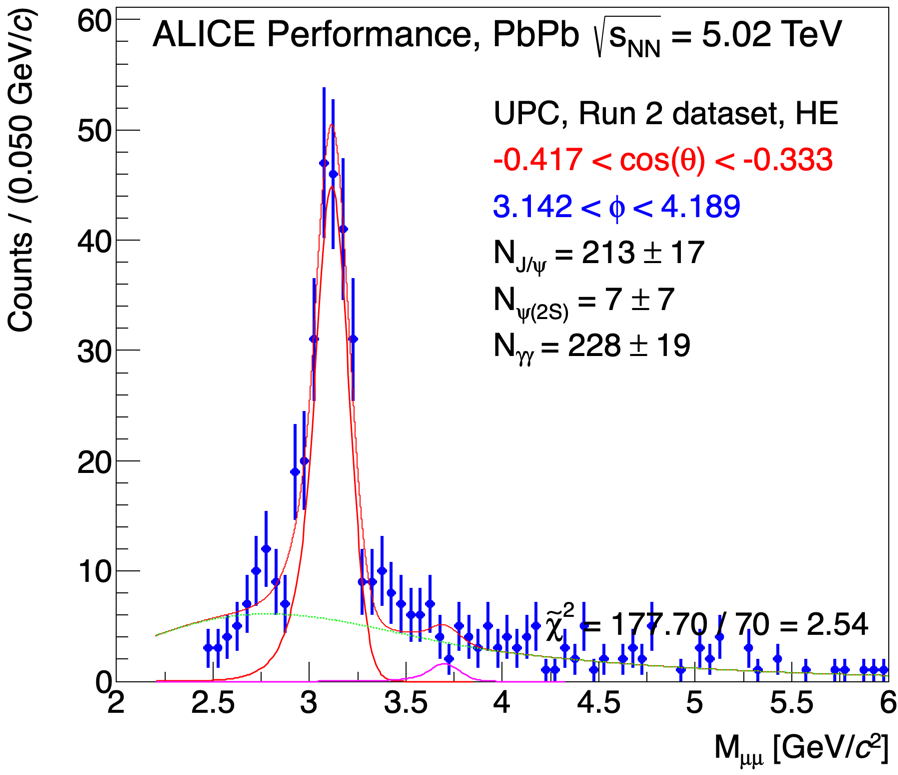 ALICE Performance, PbPb √s_NN = 5.02 TeV
UPC, Run 2 dataset, HE
-0.417 < cos(θ) < -0.333
3.142 < ϕ < 4.189
N_J/ψ = 213 ± 17
N_ψ(2S) = 7 ± 7
N_γγ = 228 ± 19
χ̃² = 177.70 / 70 = 2.54
Counts / (0.050 GeV/c)
60
50
40
30
20
10
0
2 2.5 3 3.5 4 4.5 5 5.5 6
M_μμ [GeV/c²]